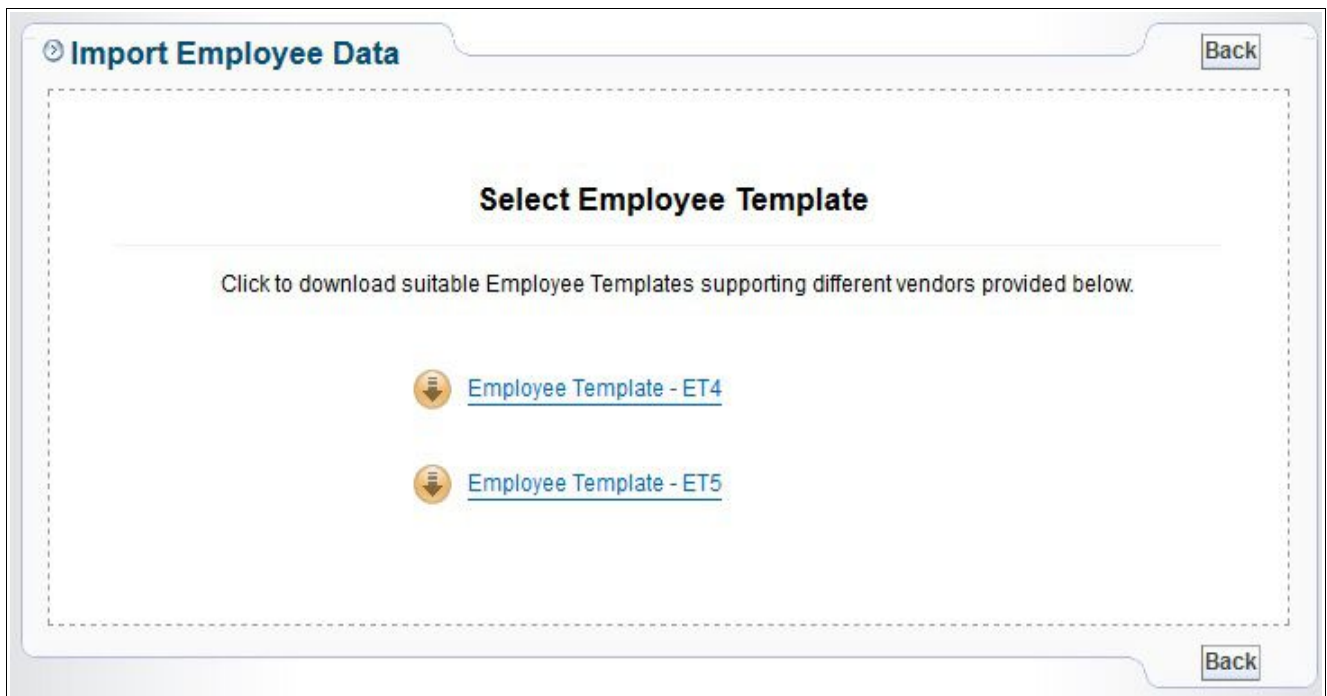 Import Employee Data
Back
Select Employee Template
Click to download suitable Employee Templates supporting different vendors provided below.
Employee Template - ET4
Employee Template - ET5
Back